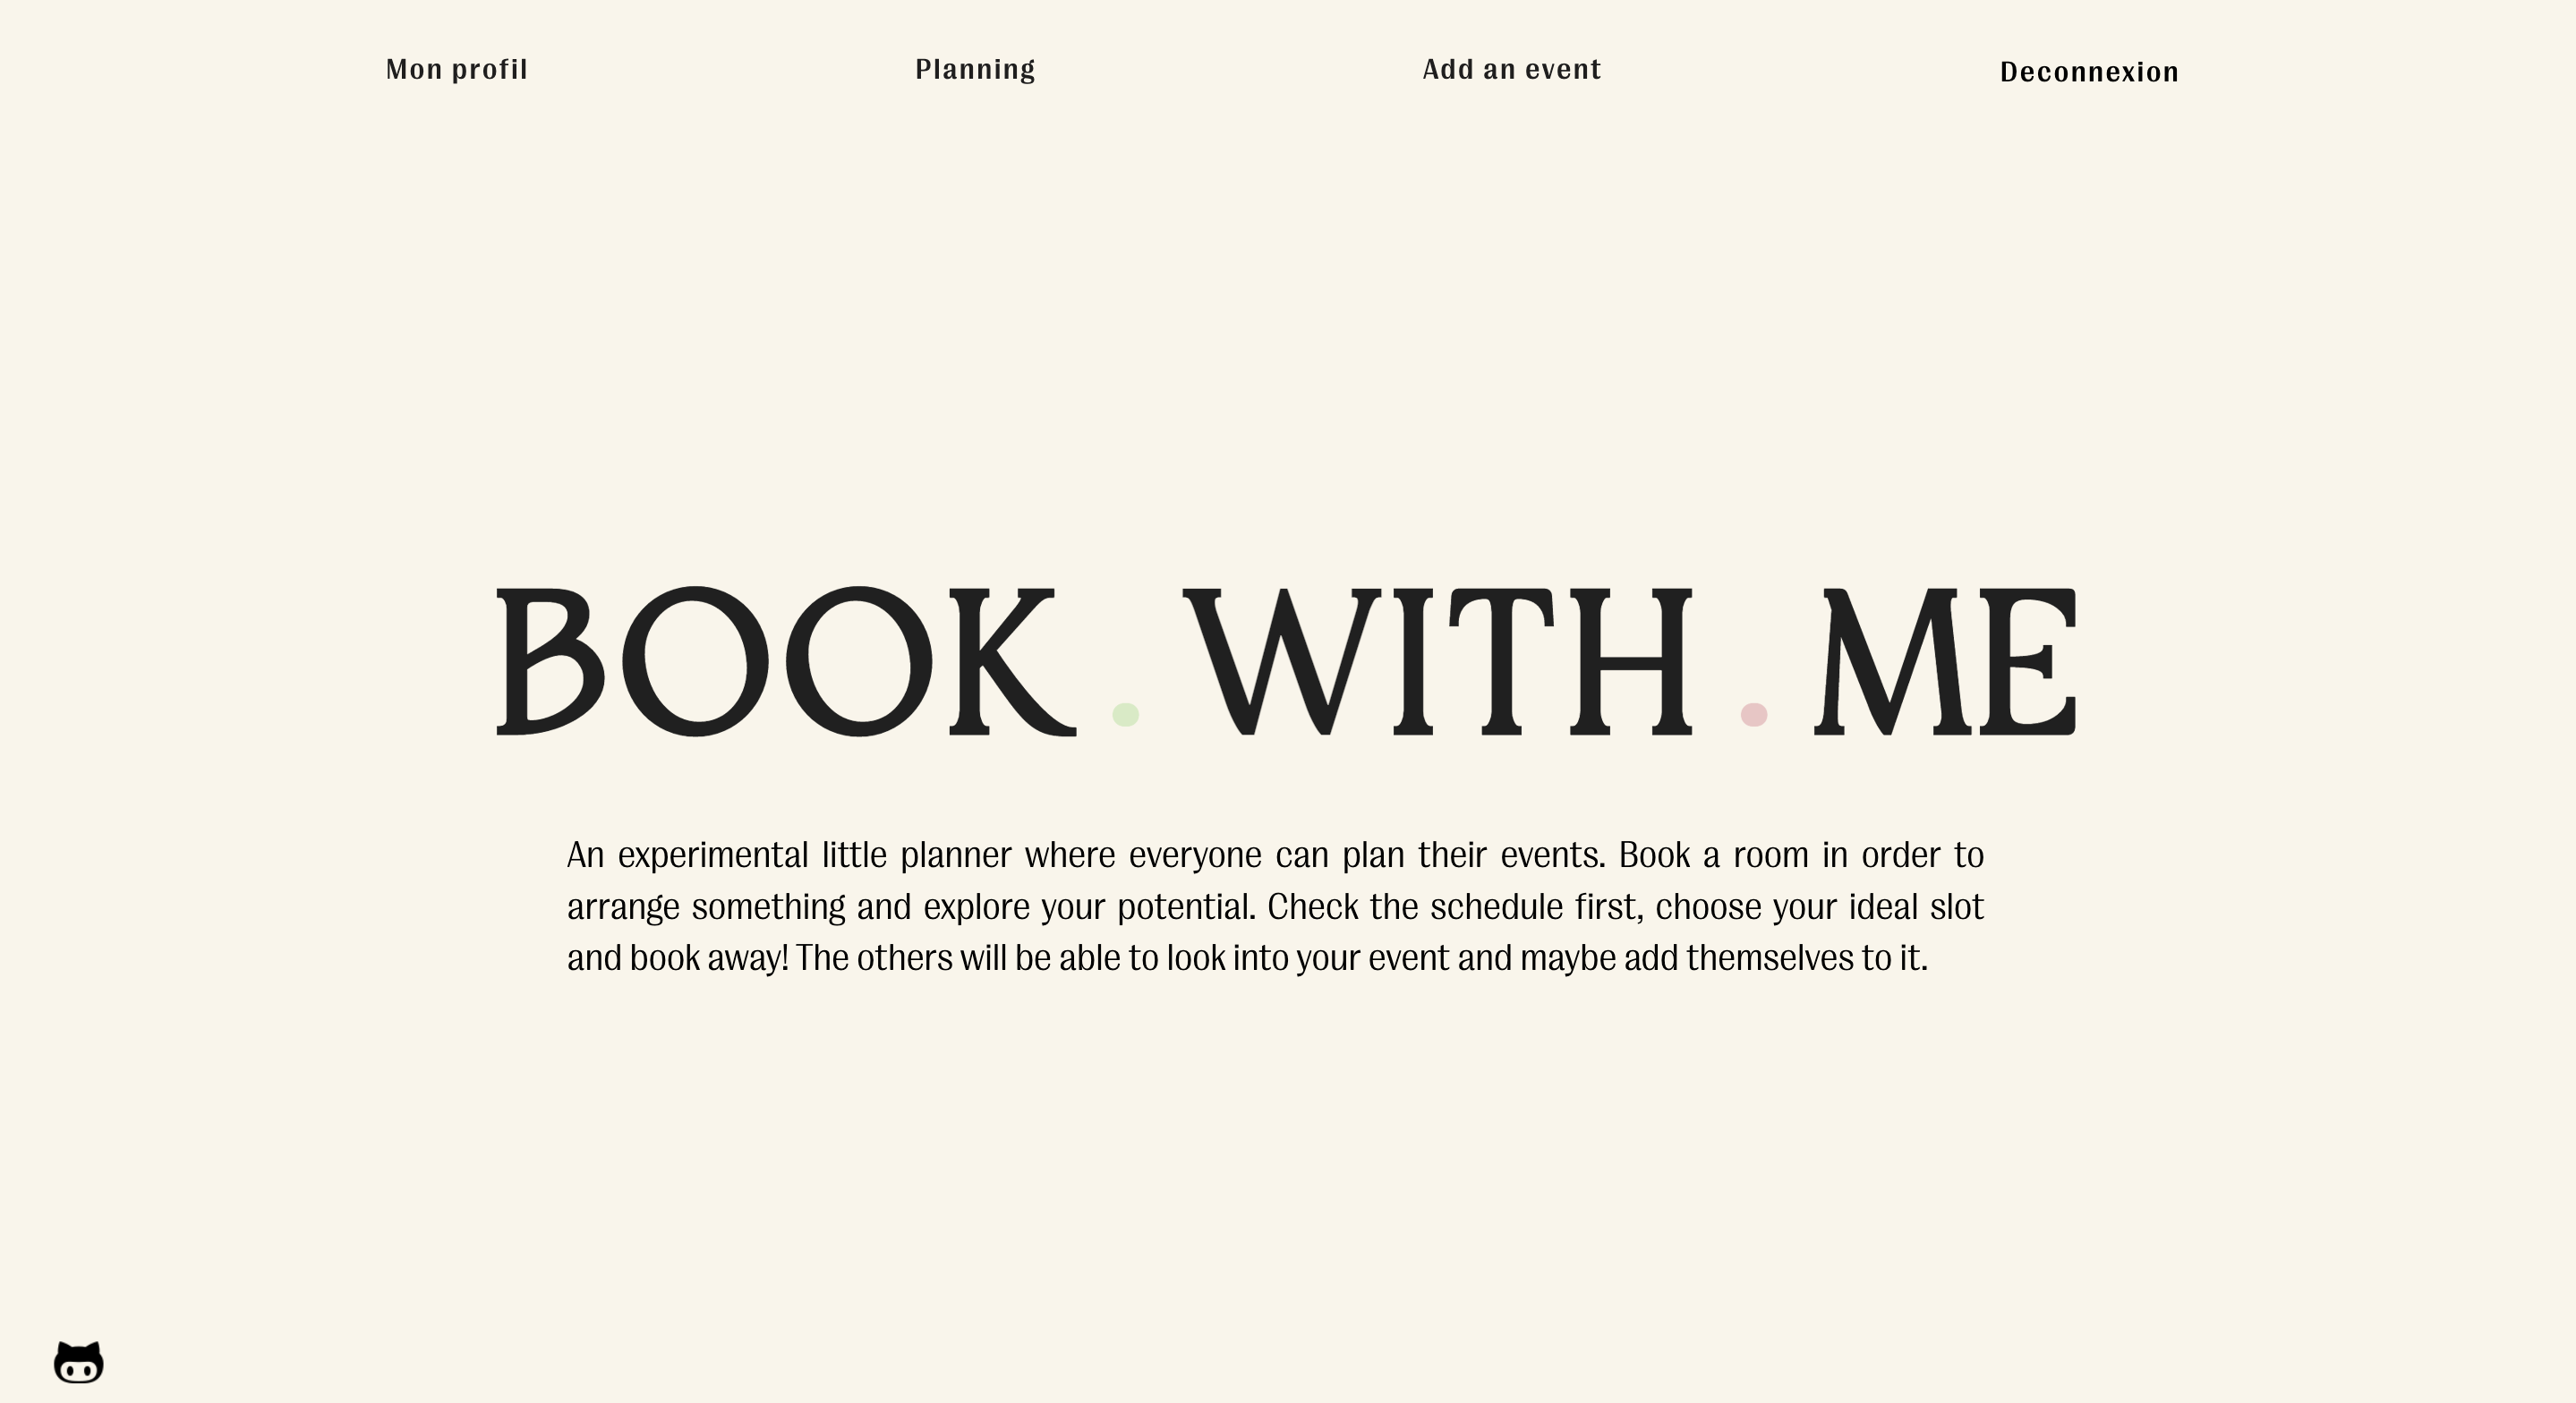 Mon profil
Planning
Add an event
Deconnexion
BOOK . WITH . ME
An experimental little planner where everyone can plan their events. Book a room in order to
arrange something and explore your potential. Check the schedule first, choose your ideal slot
and book away! The others will be able to look into your event and maybe add themselves to it.